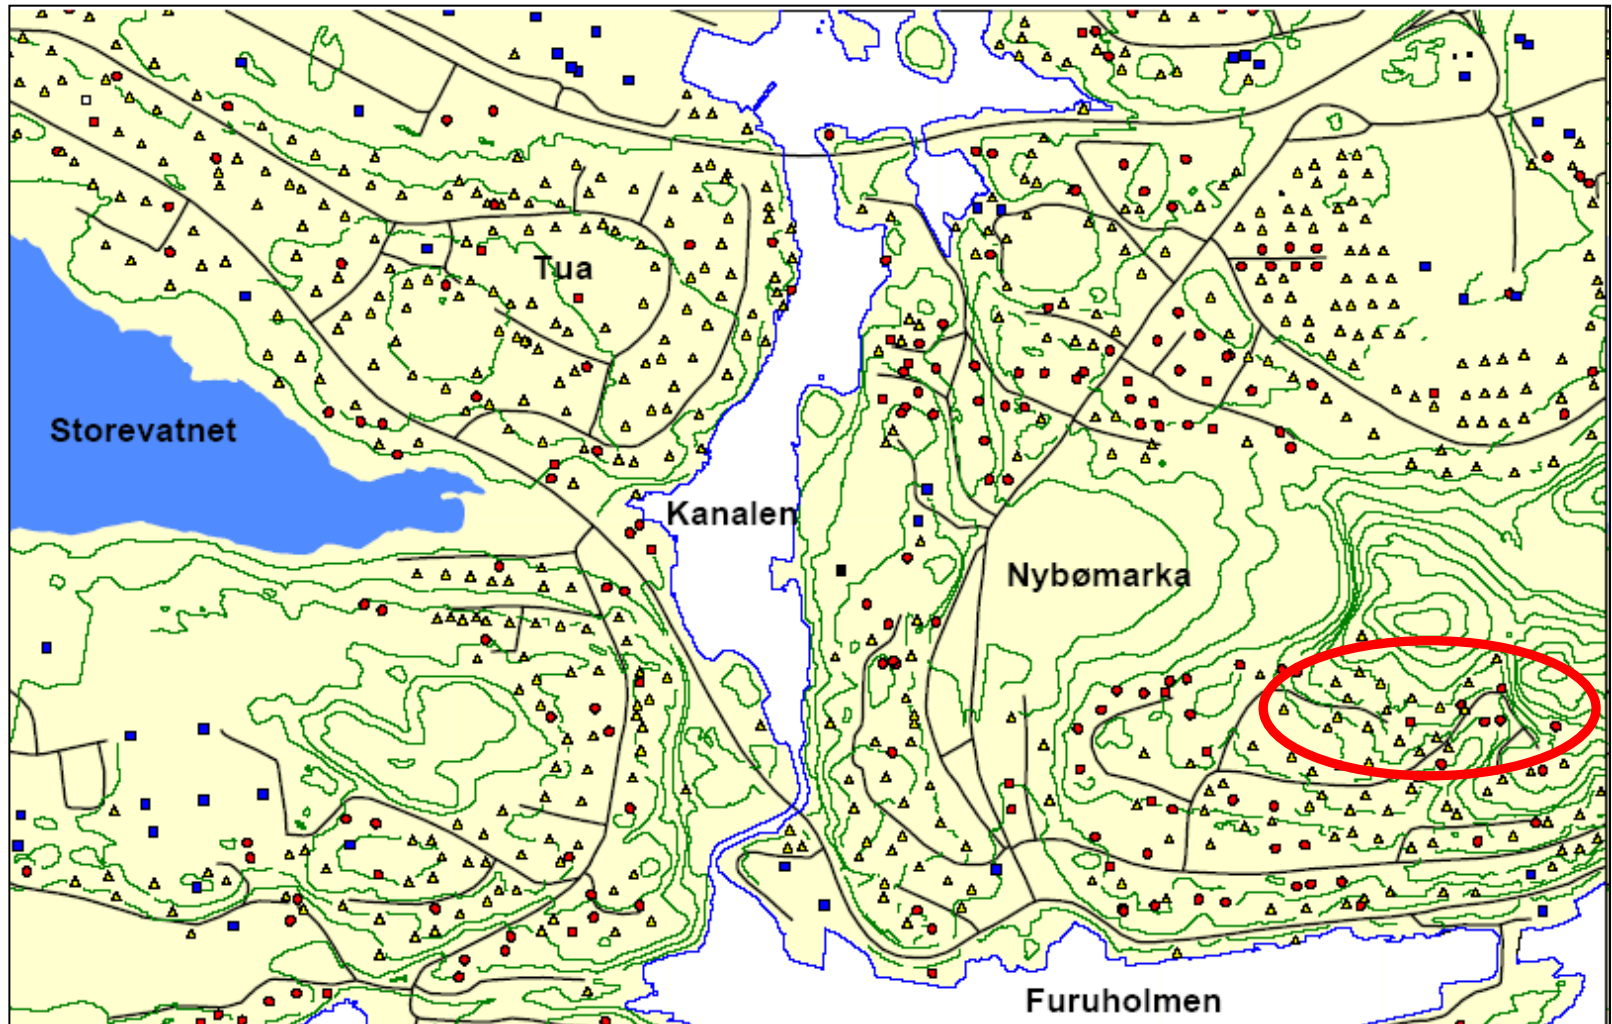 Tua
Storevatnet
Kanalen
Nybømarka
Furuholmen